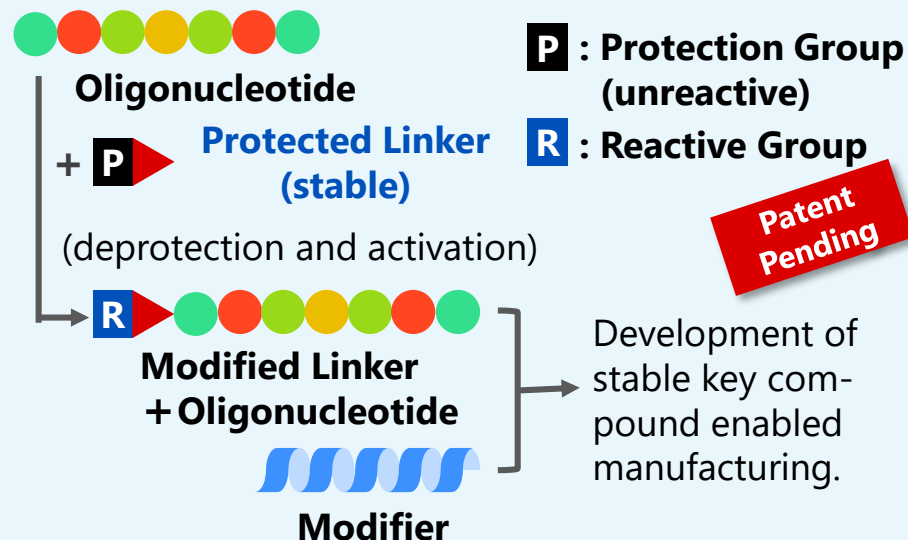 Oligonucleotide
+ P Protected Linker
(stable)
(deprotection and activation)
R
Modified Linker
+Oligonucleotide
Modifier
P : Protection Group
(unreactive)
R : Reactive Group
Patent
Pending
Development of
stable key com-
pound enabled
manufacturing.